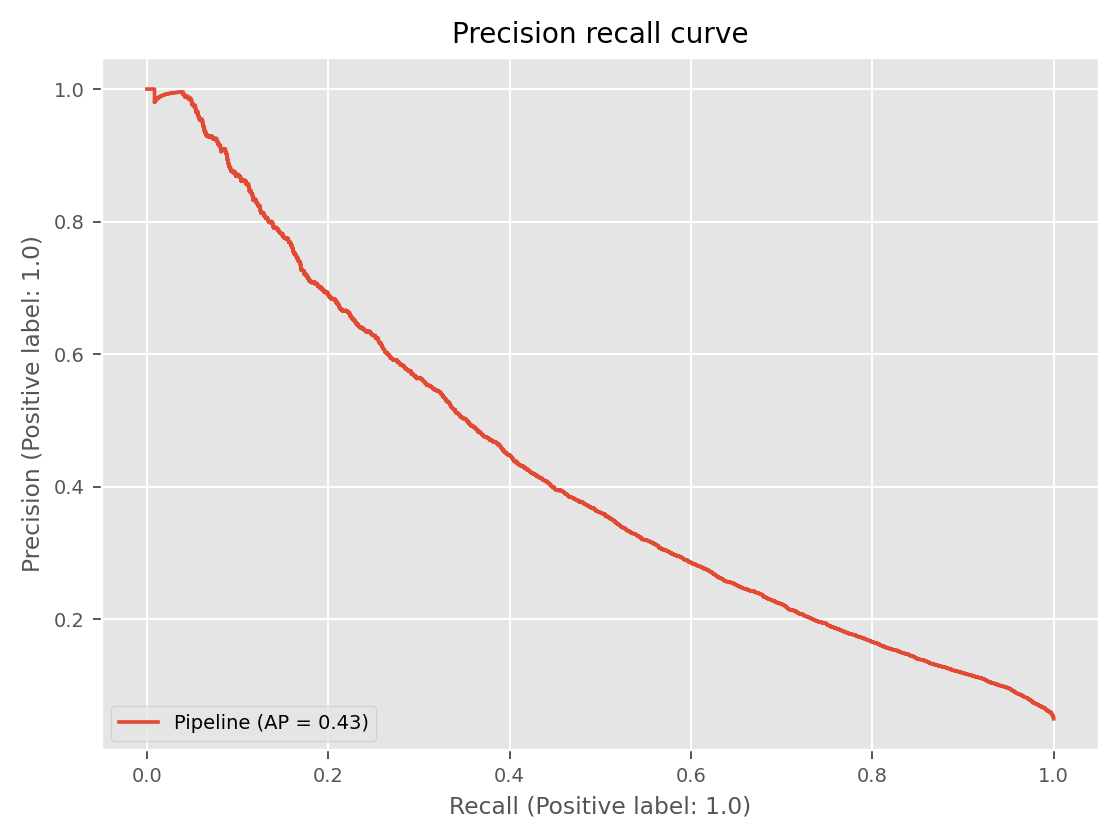 Precision recall curve
1.0
0.8
0.6
0.4
0.2
Precision (Positive label: 1.0)
Pipeline (AP = 0.43)
0.0
0.2
0.4
0.6
0.8
1.0
Recall (Positive label: 1.0)